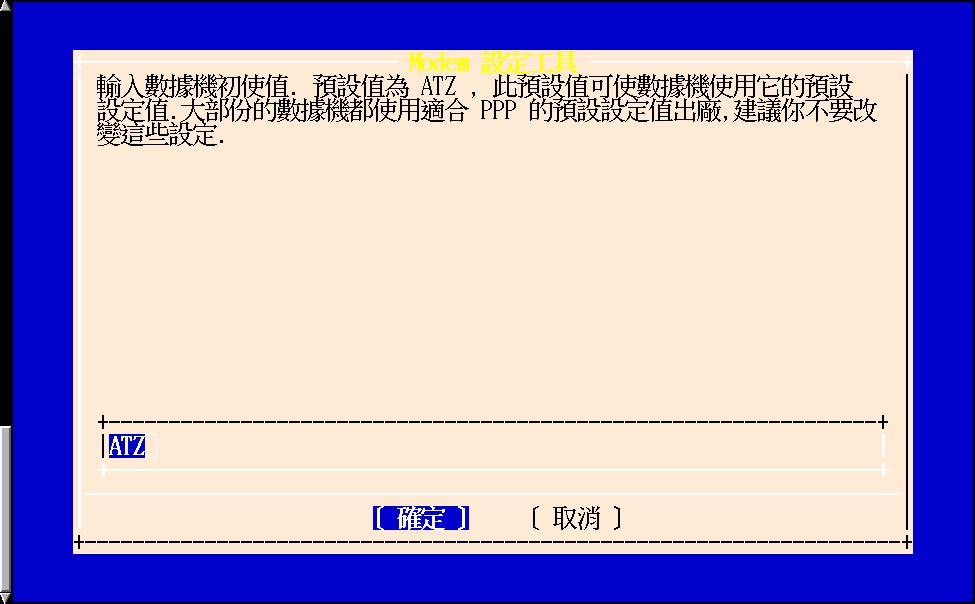 Modem 設定工具
輸入數據機初使值. 預設值為 ATZ , 此預設值可使數據機使用它的預設
設定值.大部份的數據機都使用適合 PPP 的預設設定值出廠,建議你不要改
變這些設定.
ATZ
[ 確定 ] [ 取消 ]